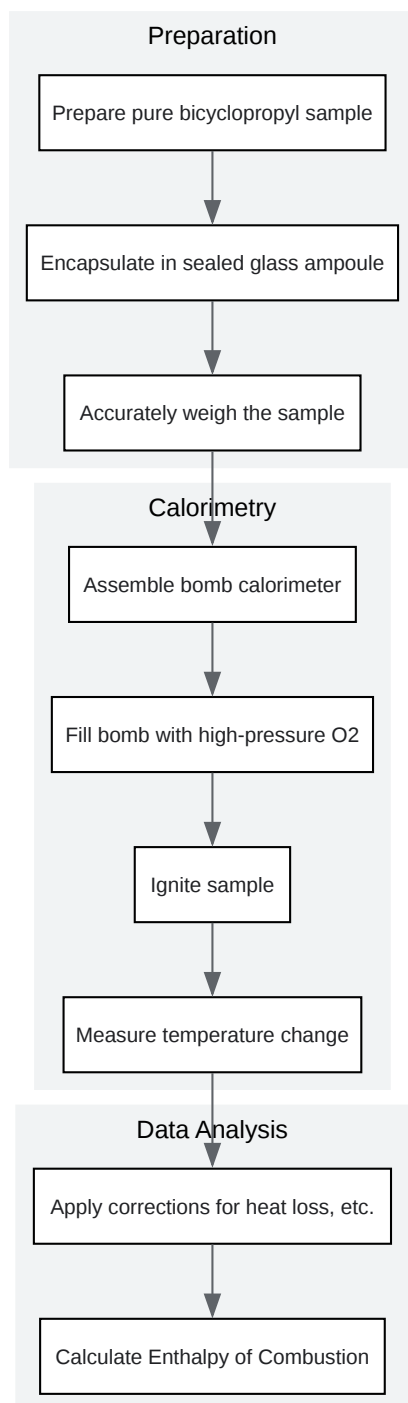 Preparation
Prepare pure bicyclopropyl sample
Encapsulate in sealed glass ampoule
Accurately weigh the sample
Calorimetry
Assemble bomb calorimeter
Fill bomb with high-pressure O2
Ignite sample
Measure temperature change
Data Analysis
Apply corrections for heat loss, etc.
Calculate Enthalpy of Combustion